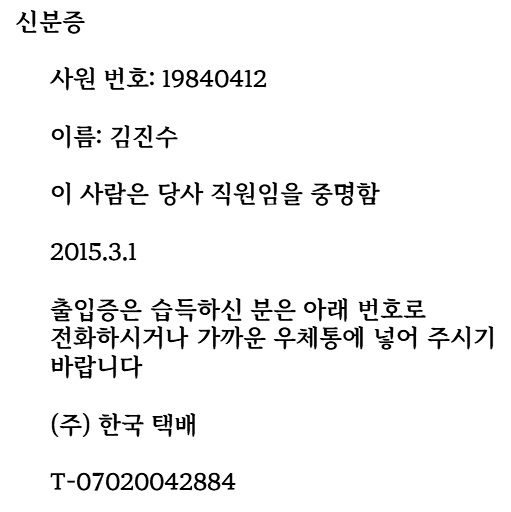 신분증
사원 번호: 19840412
이름: 김진수
이 사람은 당사 직원임을 중명함
2015.3.1
출입증은 습득하신 분은 아래 번호로
전화하시거나 가까운 우체통에 넣어 주시기
바랍니다
(주) 한국 택배
T-07020042884